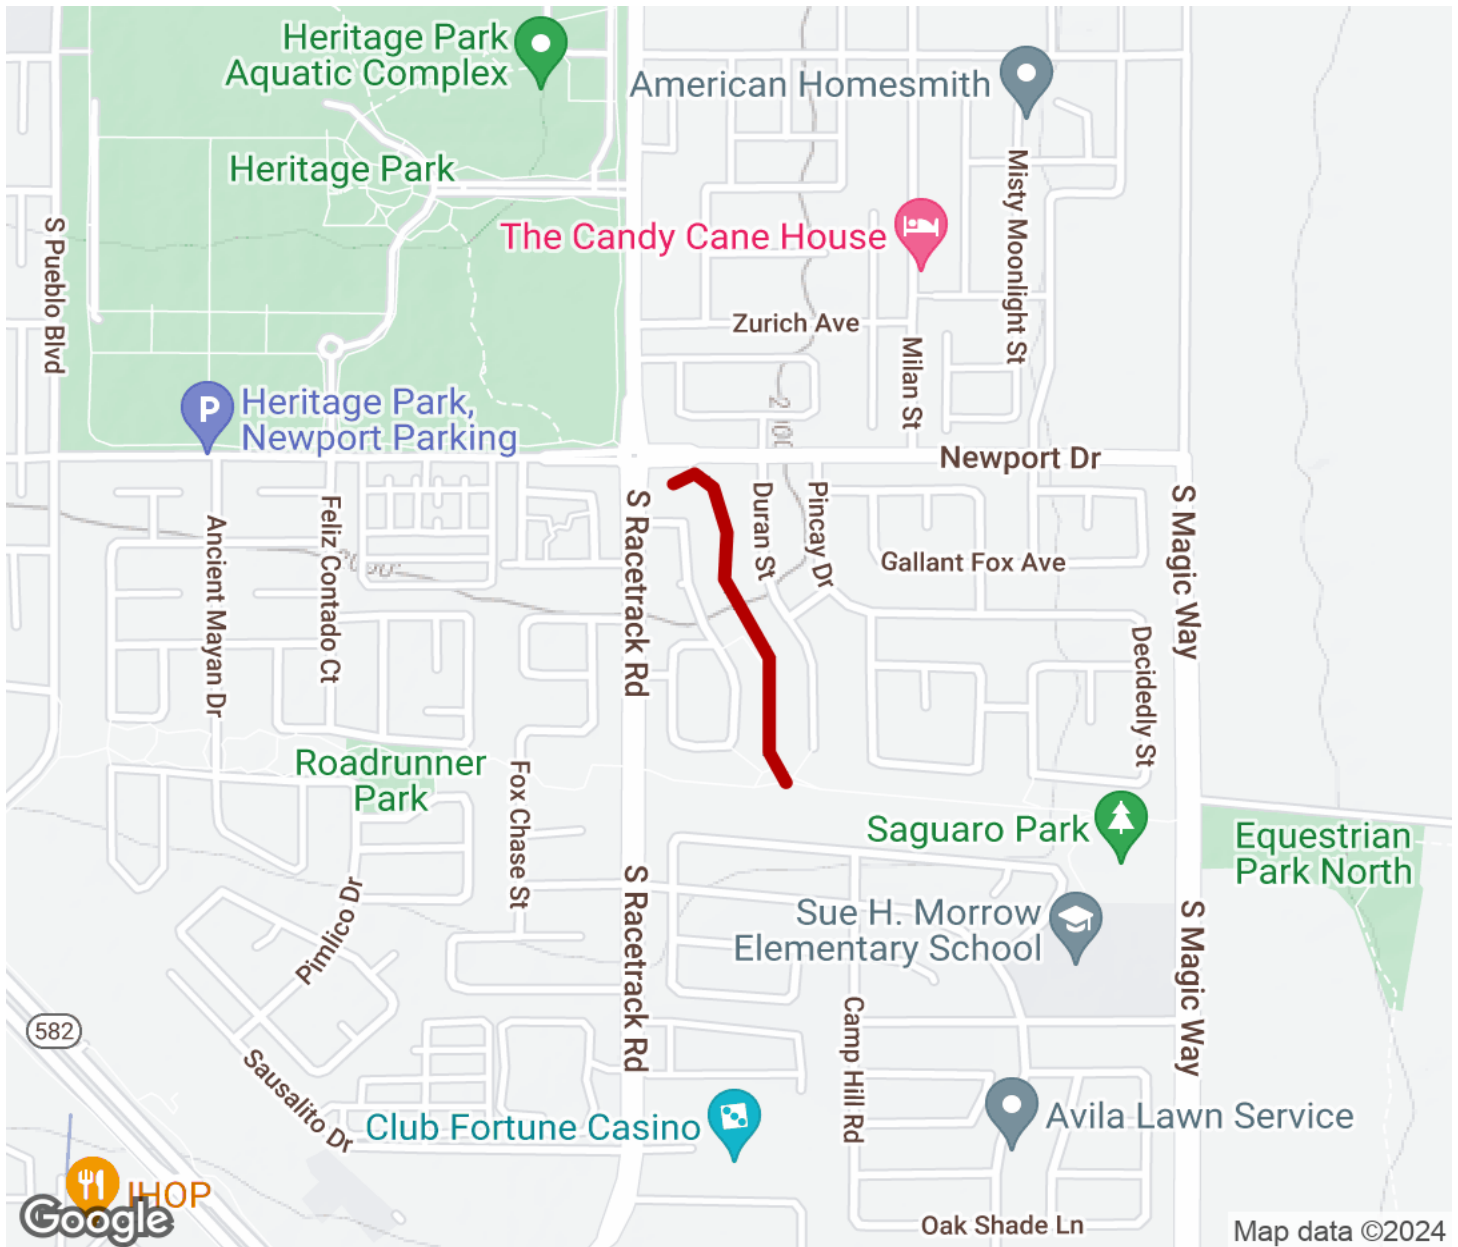 Heritage Park
Aquatic Complex
American Homesmith
Heritage Park
Misty Moonlight St
The Candy Cane House
S Pueblo Blvd
Zurich Ave
Milan St
Heritage Park,
Newport Parking
Newport Dr
S Racetrack Rd
Duran St
Pincay Dr
S Magic Way
Feliz Contado Ct
Ancient Mayan Dr
Gallant Fox Ave
Decidedly St
Roadrunner
Park
Fox Chase St
Saguaro Park
Equestrian
Park North
S Racetrack Rd
Pimlico Dr
Sue H. Morrow
Elementary School
S Magic Way
Camp Hill Rd
582
Sausalito Dr
P
Club Fortune Casino
Avila Lawn Service
IHOP
Google
Oak Shade Ln
Map data ©2024